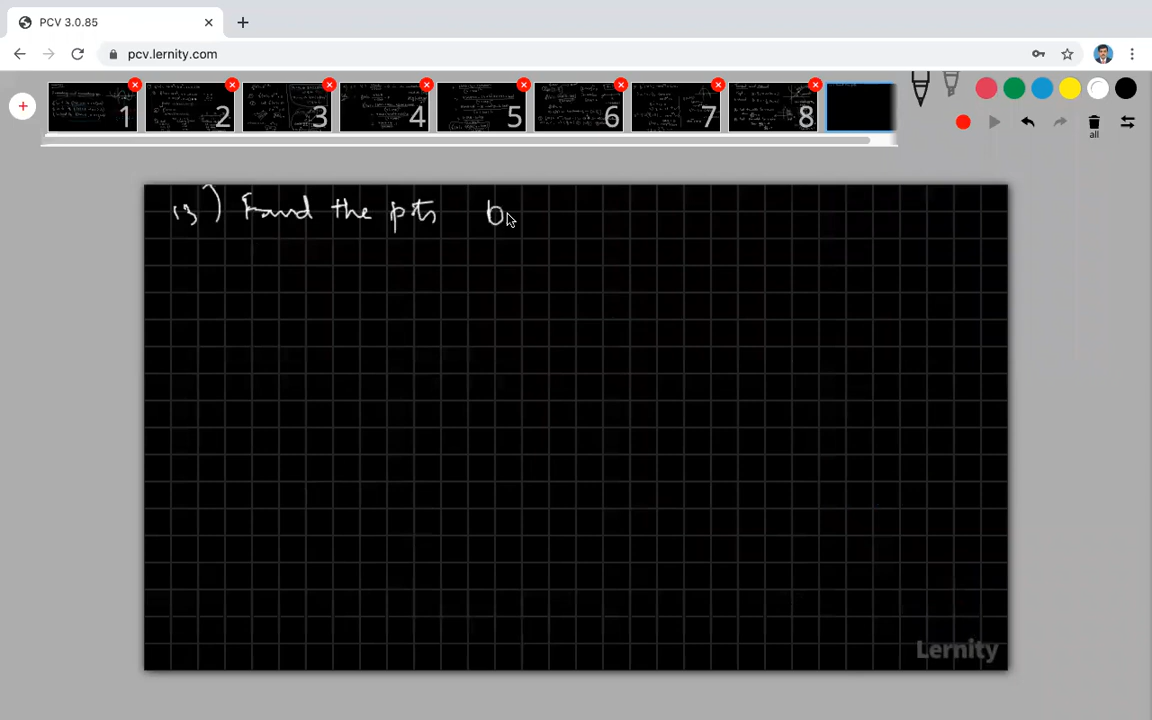 PCV 3.0.85
pcv.lernity.com
1 2 3 4 5 6 7 8
all
13) Find the pts b
Lernity